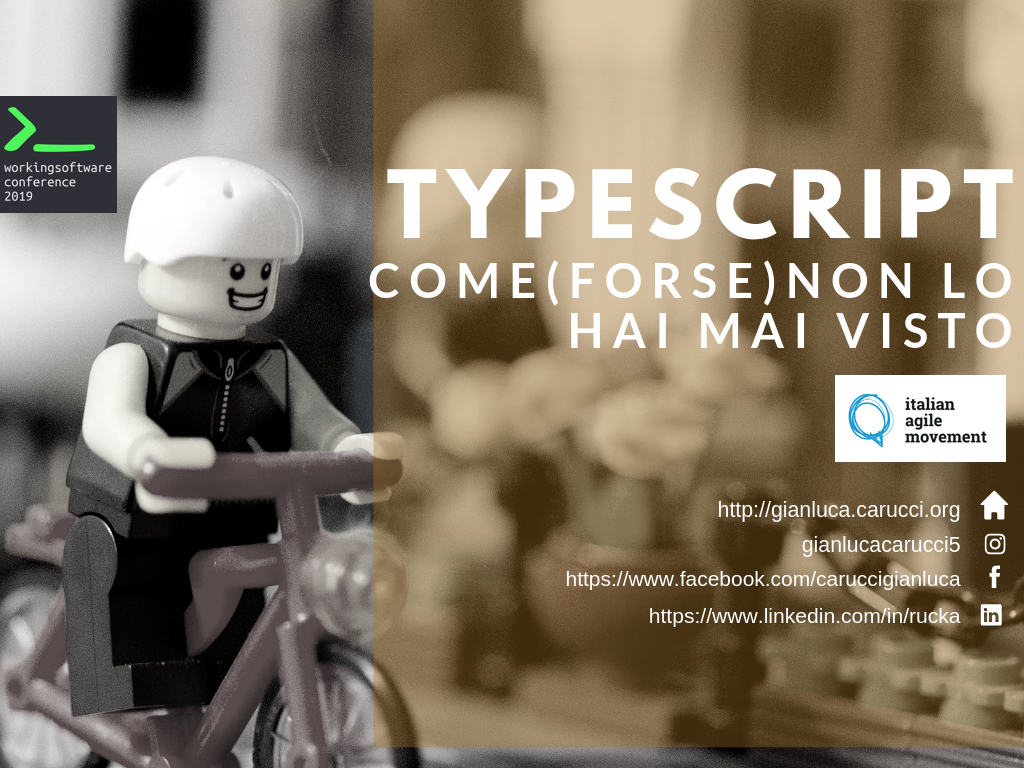 workingsoftware
conference
2019
TYPESCRIPT
COME(FORSE)NON LO
HAI MAI VISTO
italian
agile
movement
http://gianluca.carucci.org
gianlucacarucci5
https://www.facebook.com/caruccigianluca
https://www.linkedin.com/in/rucka